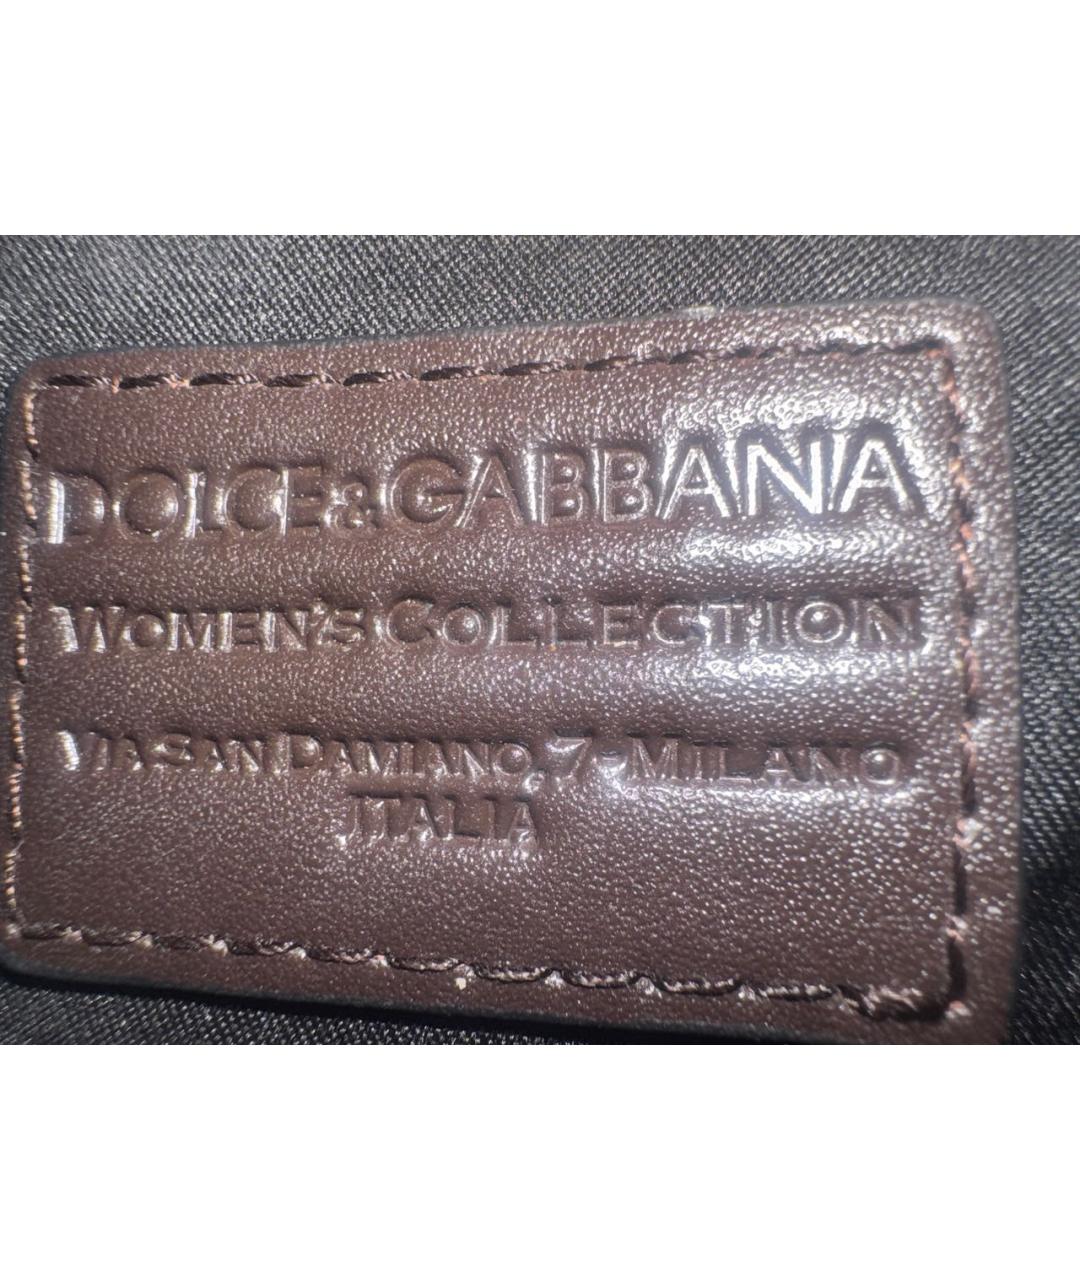 DOLCE&GABBANA
WOMEN'S COLLECTION
VIA SAN DAMIANO, 7-MILANO
ITALIA